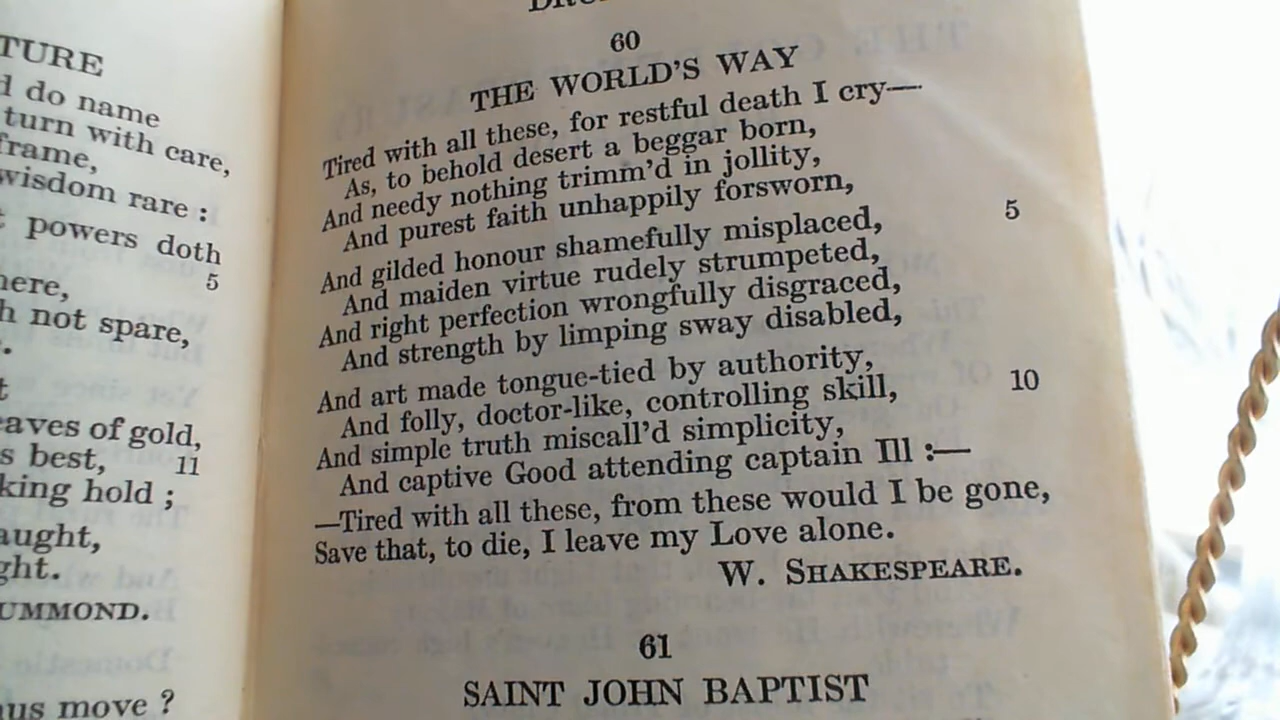 TURE
do name
turn with care,
frame,
wisdom rare :
powers doth
5
not spare,
of gold,
best, 11
king hold ;
UMMOND.
move ?
60
THE WORLD'S WAY
Tired with all these, for restful death I cry—
As, to behold desert a beggar born,
And needy nothing trimm'd in jollity,
And purest faith unhappily forsworn,
And gilded honour shamefully misplaced, 5
And maiden virtue rudely strumpeted,
And right perfection wrongfully disgraced,
And strength by limping sway disabled,
And art made tongue-tied by authority,
And folly, doctor-like, controlling skill, 10
And simple truth miscall'd simplicity,
And captive Good attending captain Ill :—
—Tired with all these, from these would I be gone,
Save that, to die, I leave my Love alone.
W. SHAKESPEARE.
61
SAINT JOHN BAPTIST